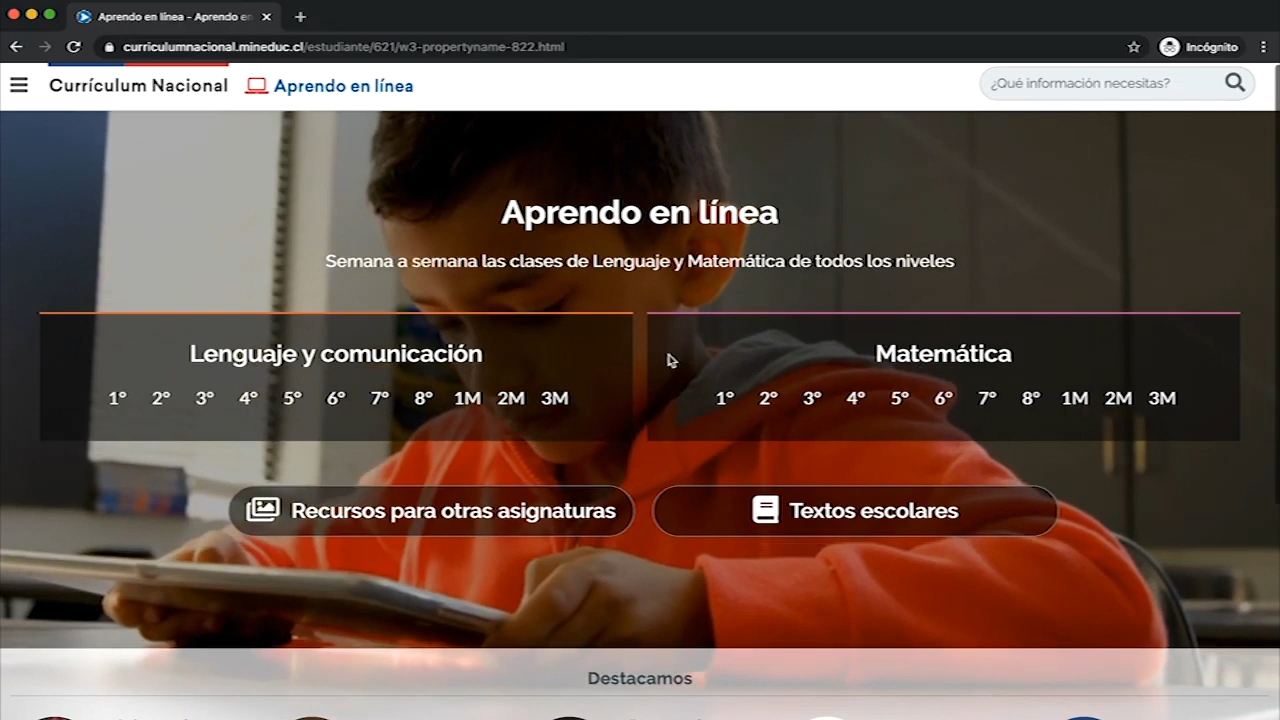 Aprendo en línea - Aprendo en
curriculumnacional.mineduc.cl/estudiante/621/w3-propertyname-822.html
Incógnito
Currículum Nacional
Aprendo en línea
¿Qué información necesitas?
Aprendo en línea
Semana a semana las clases de Lenguaje y Matemática de todos los niveles
Lenguaje y comunicación
1° 2° 3° 4° 5° 6° 7° 8° 1M 2M 3M
Matemática
1° 2° 3° 4° 5° 6° 7° 8° 1M 2M 3M
Recursos para otras asignaturas
Textos escolares
Destacamos